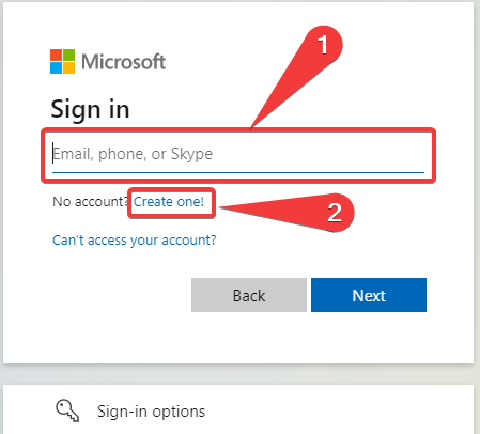 1
Microsoft
Sign in
Email, phone, or Skype
No account? Create one!
2
Can't access your account?
Back Next
Sign-in options